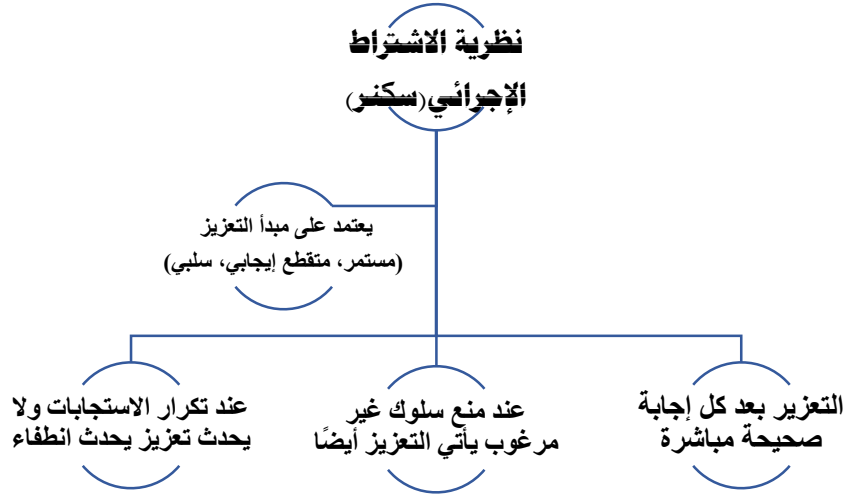 نظرية الاشتراط
الإجرائي(سكنر)
يعتمد على مبدأ التعزيز
(مستمر، متقطع إيجابي، سلبي)
التعزير بعد كل إجابة
صحيحة مباشرة
عند منع سلوك غير
مرغوب يأتي التعزيز أيضًا
عند تكرار الاستجابات ولا
يحدث تعزيز يحدث انطفاء